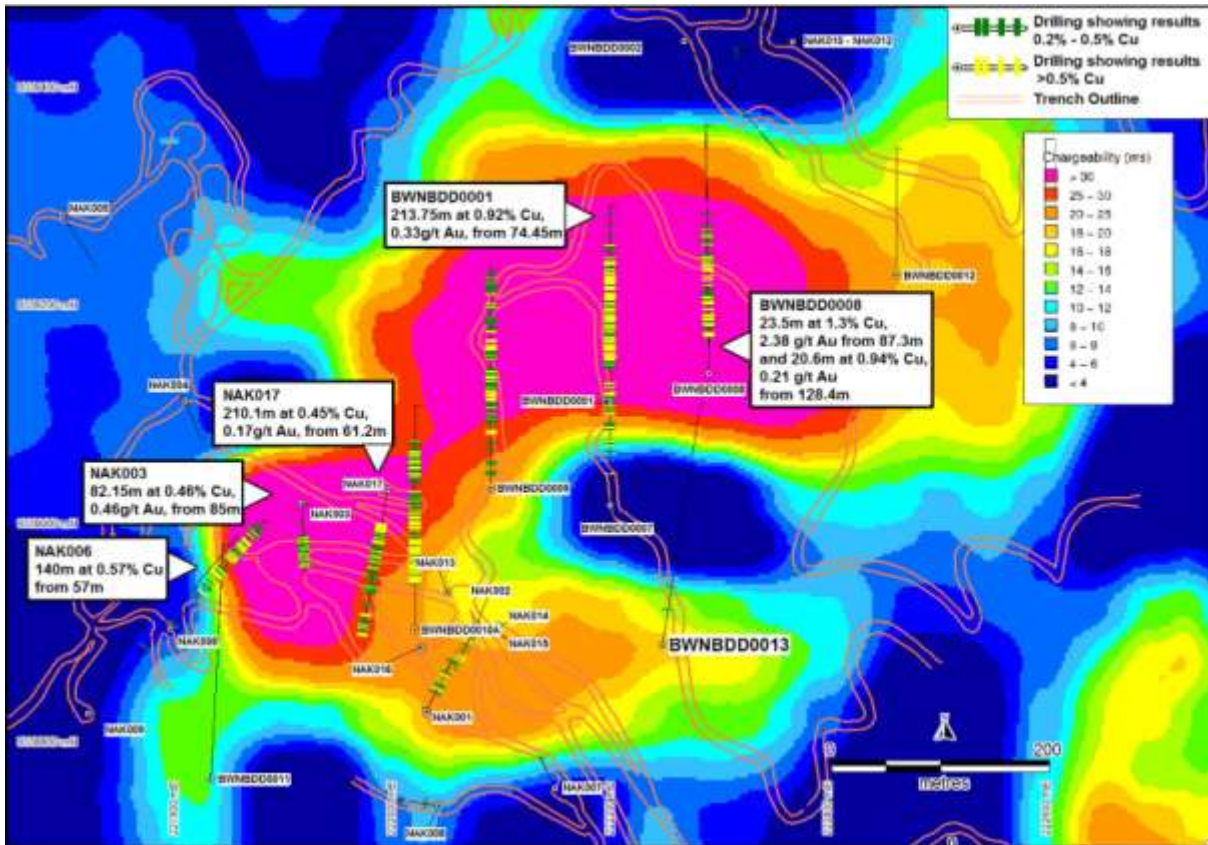 Drilling showing results
0.2% - 0.5% Cu
Drilling showing results
>0.5% Cu
Trench Outline
Chargeability (ms)
> 30
25 - 30
20 - 25
18 - 20
16 - 18
14 - 16
12 - 14
10 - 12
8 - 10
4 - 6
< 4
BWNBDD0002
NAK010 - NAK012
NAK005
BWNBDD0001
213.75m at 0.92% Cu,
0.33g/t Au, from 74.45m
BWNBDD0012
BWNBDD0008
23.5m at 1.3% Cu,
2.38 g/t Au from 87.3m
and 20.6m at 0.94% Cu,
0.21 g/t Au
from 128.4m
BWNBDD0008
NAK004
BWNBDD0001
NAK017
210.1m at 0.45% Cu,
0.17g/t Au, from 61.2m
NAK003
82.15m at 0.46% Cu,
0.46g/t Au, from 85m
NAK017
BWNBDD0009
NAK003
BWNBDD0007
NAK006
140m at 0.57% Cu
from 57m
NAK013
NAK002
NAK014
BWNBDD0010A
NAK015
NAK016
BWNBDD0013
NAK001
NAK009
BWNBDD0011
NAK007
NAK008
0
200
metres